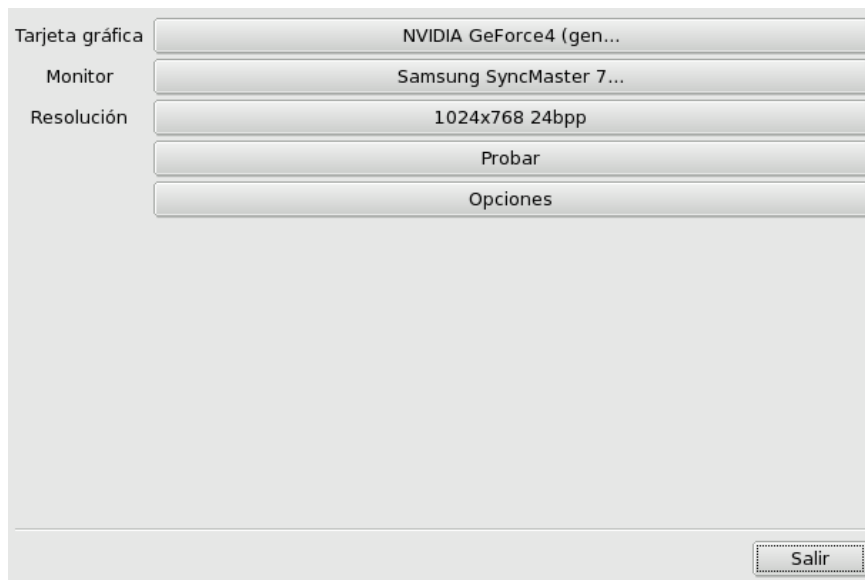 Tarjeta gráfica NVIDIA GeForce4 (gen...
Monitor Samsung SyncMaster 7...
Resolución 1024x768 24bpp
Probar
Opciones
Salir